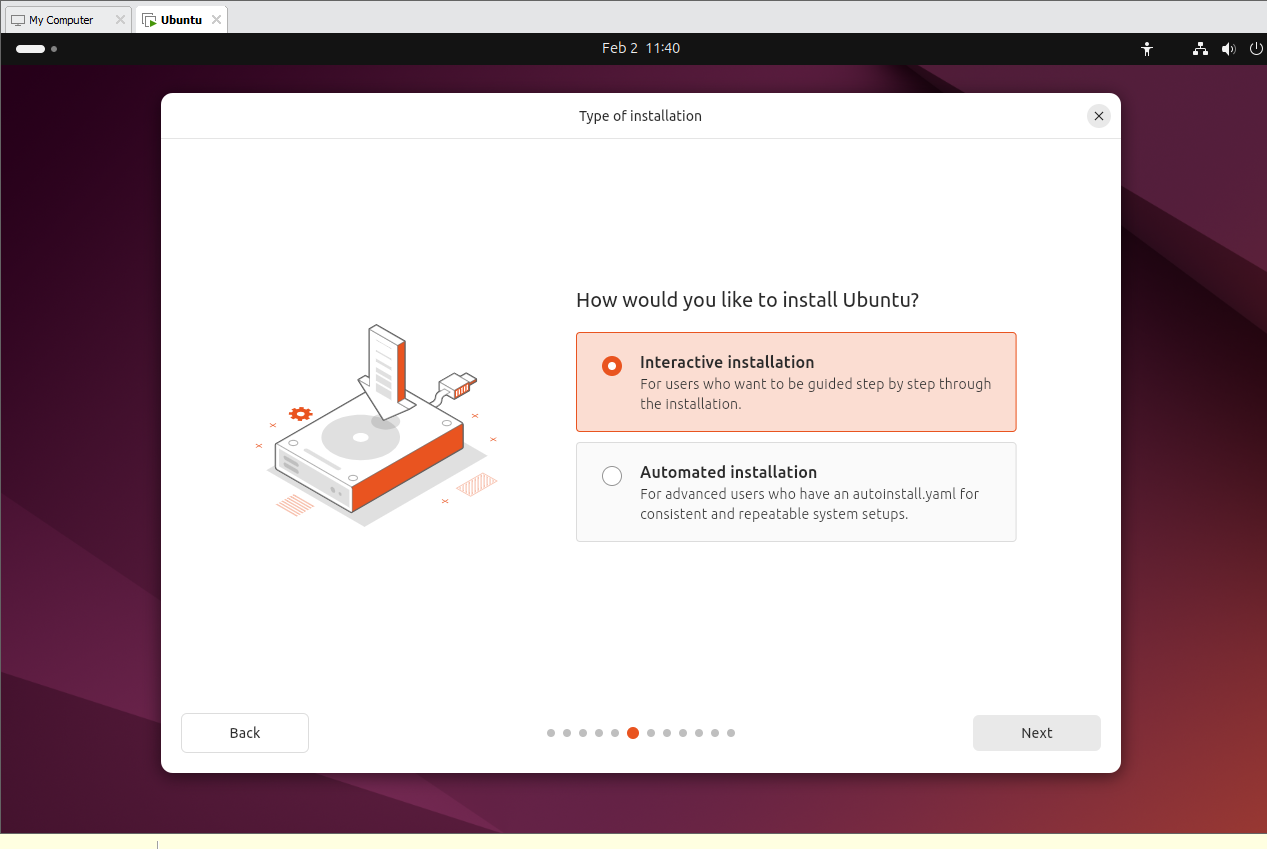 My Computer
Ubuntu
Feb 2 11:40
Type of installation
How would you like to install Ubuntu?
Interactive installation
For users who want to be guided step by step through
the installation.
Automated installation
For advanced users who have an autoinstall.yaml for
consistent and repeatable system setups.
Back
Next